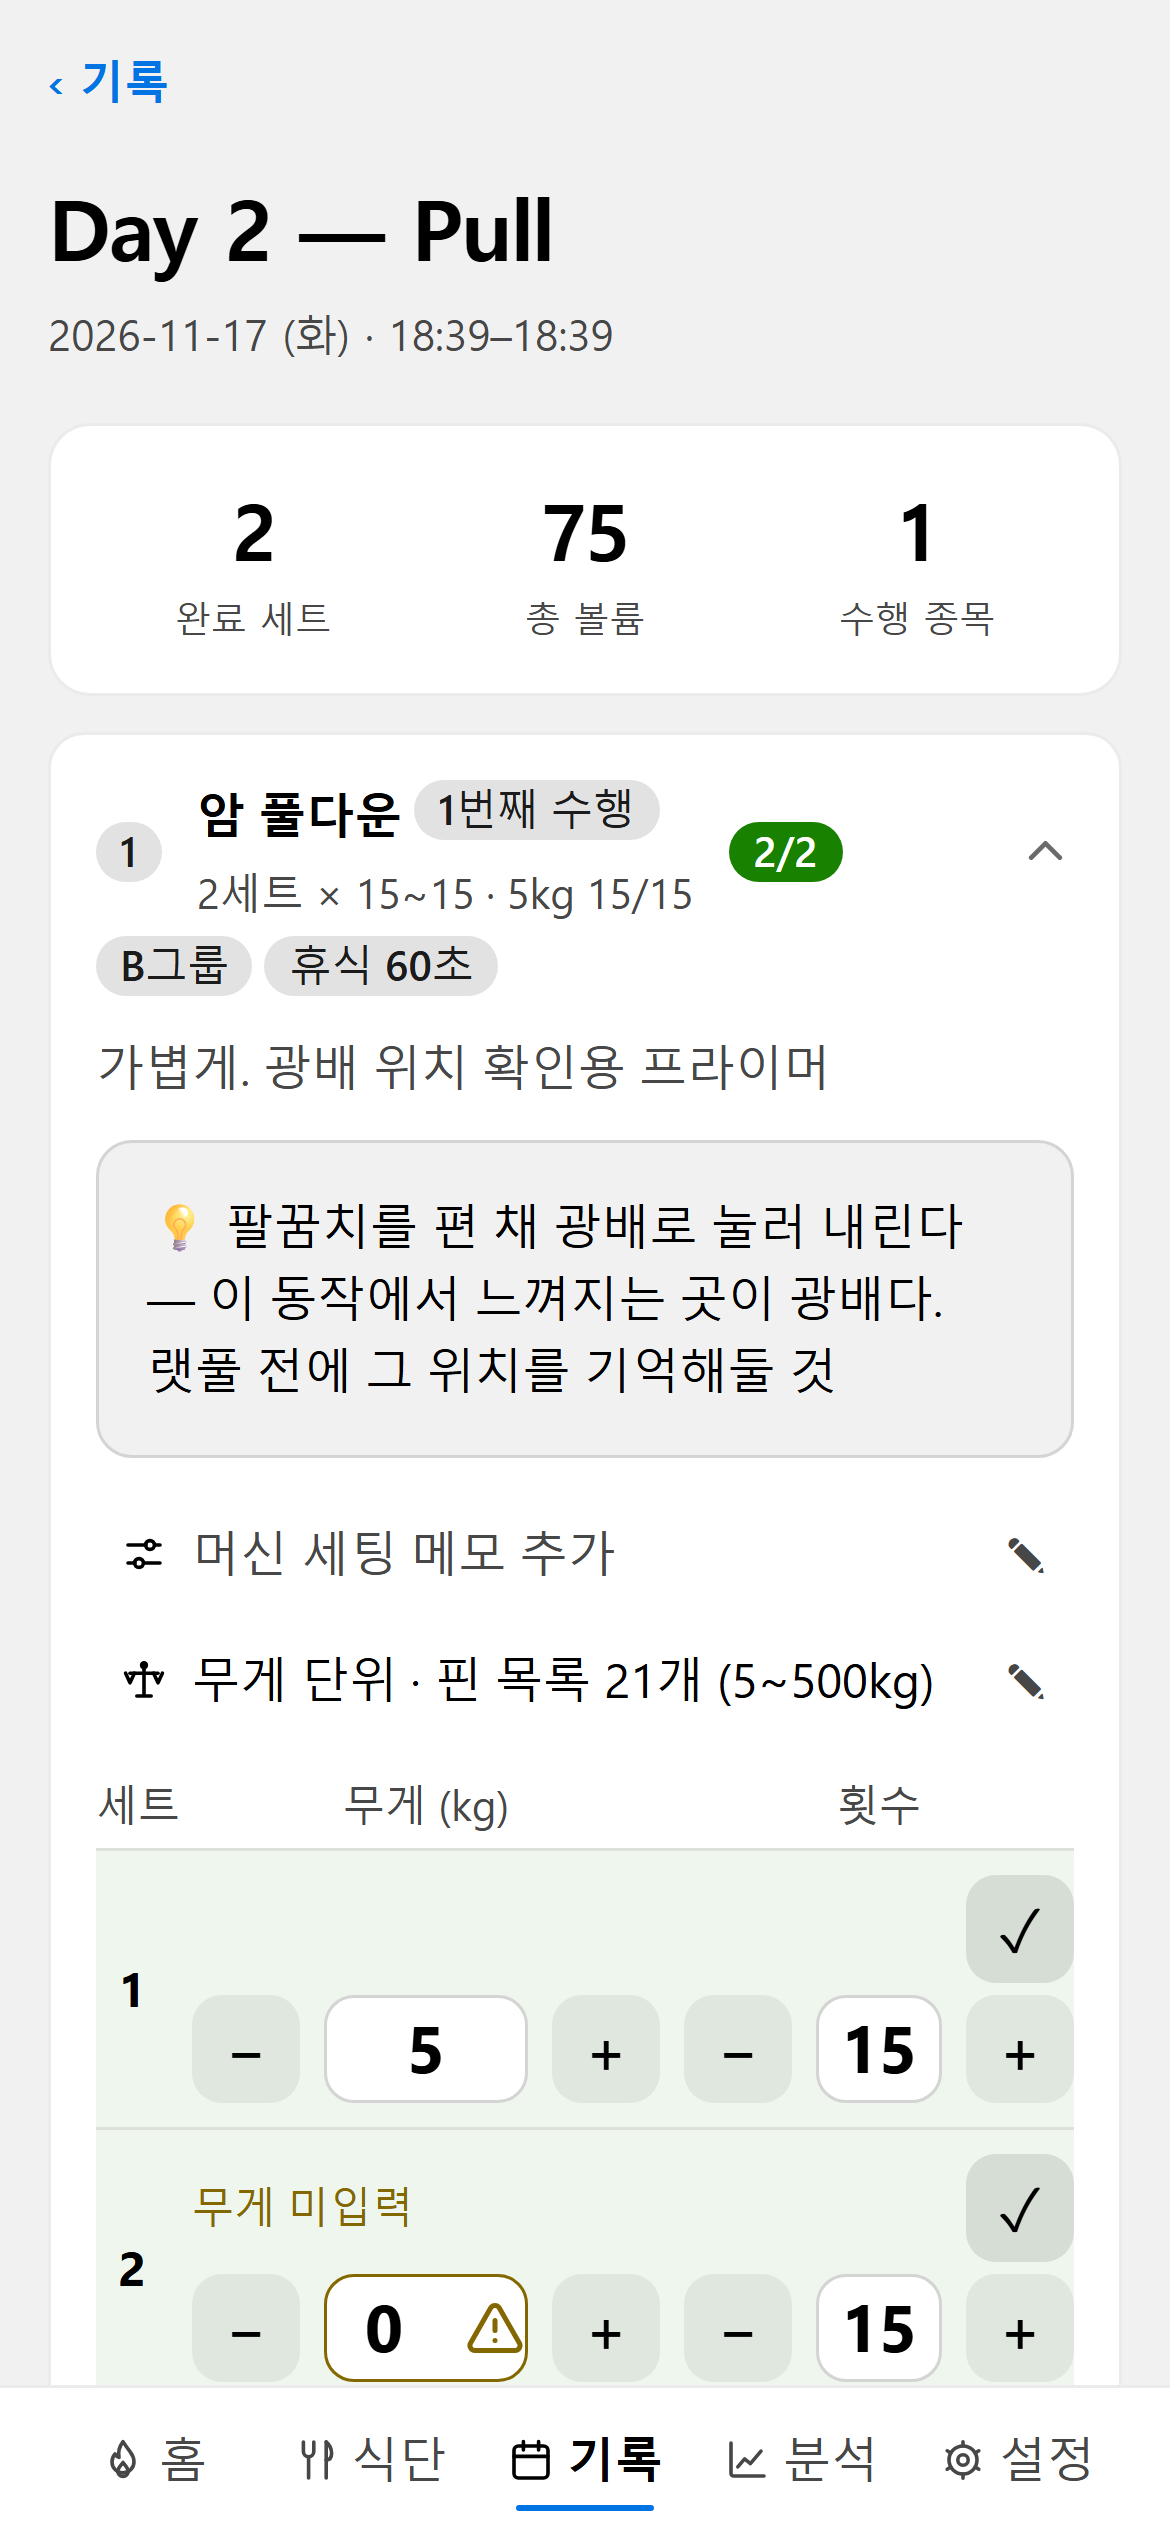 ‹ 기록
Day 2 — Pull
2026-11-17 (화) · 18:39–18:39
2 75 1
완료 세트 총 볼륨 수행 종목
1 암 풀다운 1번째 수행 2/2
2세트 × 15~15 · 5kg 15/15
B그룹 휴식 60초
가볍게. 광배 위치 확인용 프라이머
💡 팔꿈치를 편 채 광배로 눌러 내린다
— 이 동작에서 느껴지는 곳이 광배다.
랫풀 전에 그 위치를 기억해둘 것
머신 세팅 메모 추가
무게 단위 · 핀 목록 21개 (5~500kg)
세트 무게 (kg) 횟수
✓
1 − 5 + − 15 +
무게 미입력 ✓
2 − 0 + − 15 +
홈 식단 기록 분석 설정